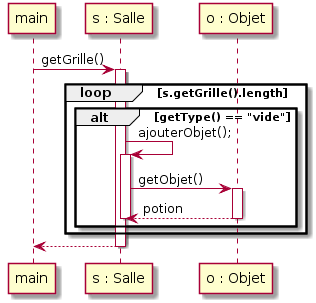 main s : Salle o : Objet
getGrille()
loop [s.getGrille().length]
alt [getType() == "vide"]
ajouterObjet();
getObjet()
potion
main s : Salle o : Objet